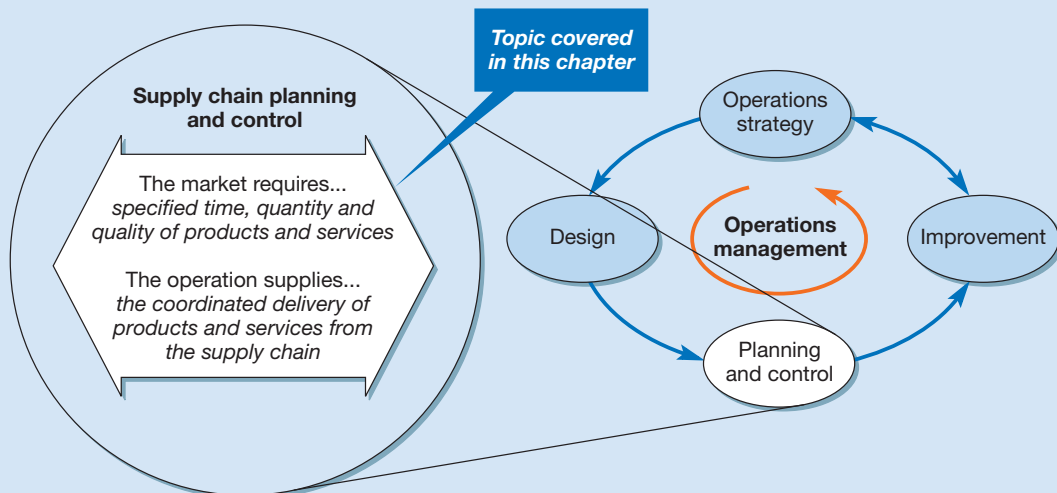 Topic covered
in this chapter
Supply chain planning
and control
The market requires...
specified time, quantity and
quality of products and services
The operation supplies...
the coordinated delivery of
products and services from
the supply chain
Operations
strategy
Design
Operations
management
Improvement
Planning
and control